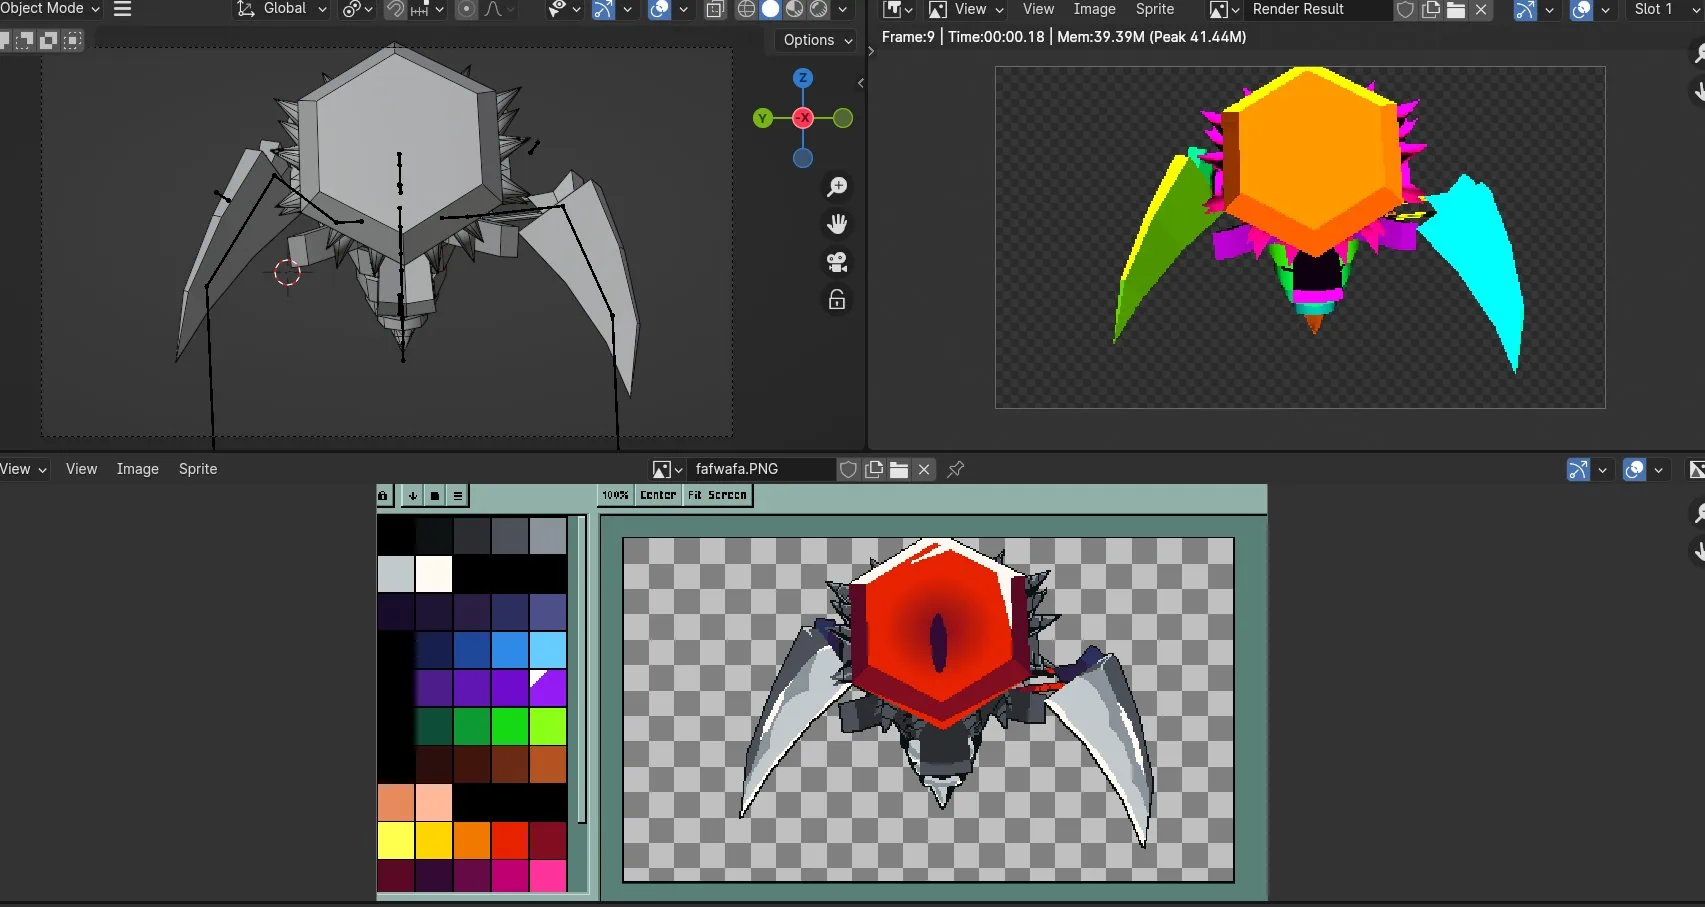 Object Mode
Global
View
View
Image
Sprite
Render Result
Slot 1
Options
Z
Y
-X
Frame:9 | Time:00:00.18 | Mem:39.39M (Peak 41.44M)
View
View
Image
Sprite
fafwafa.PNG
100%
Center
Fit Screen